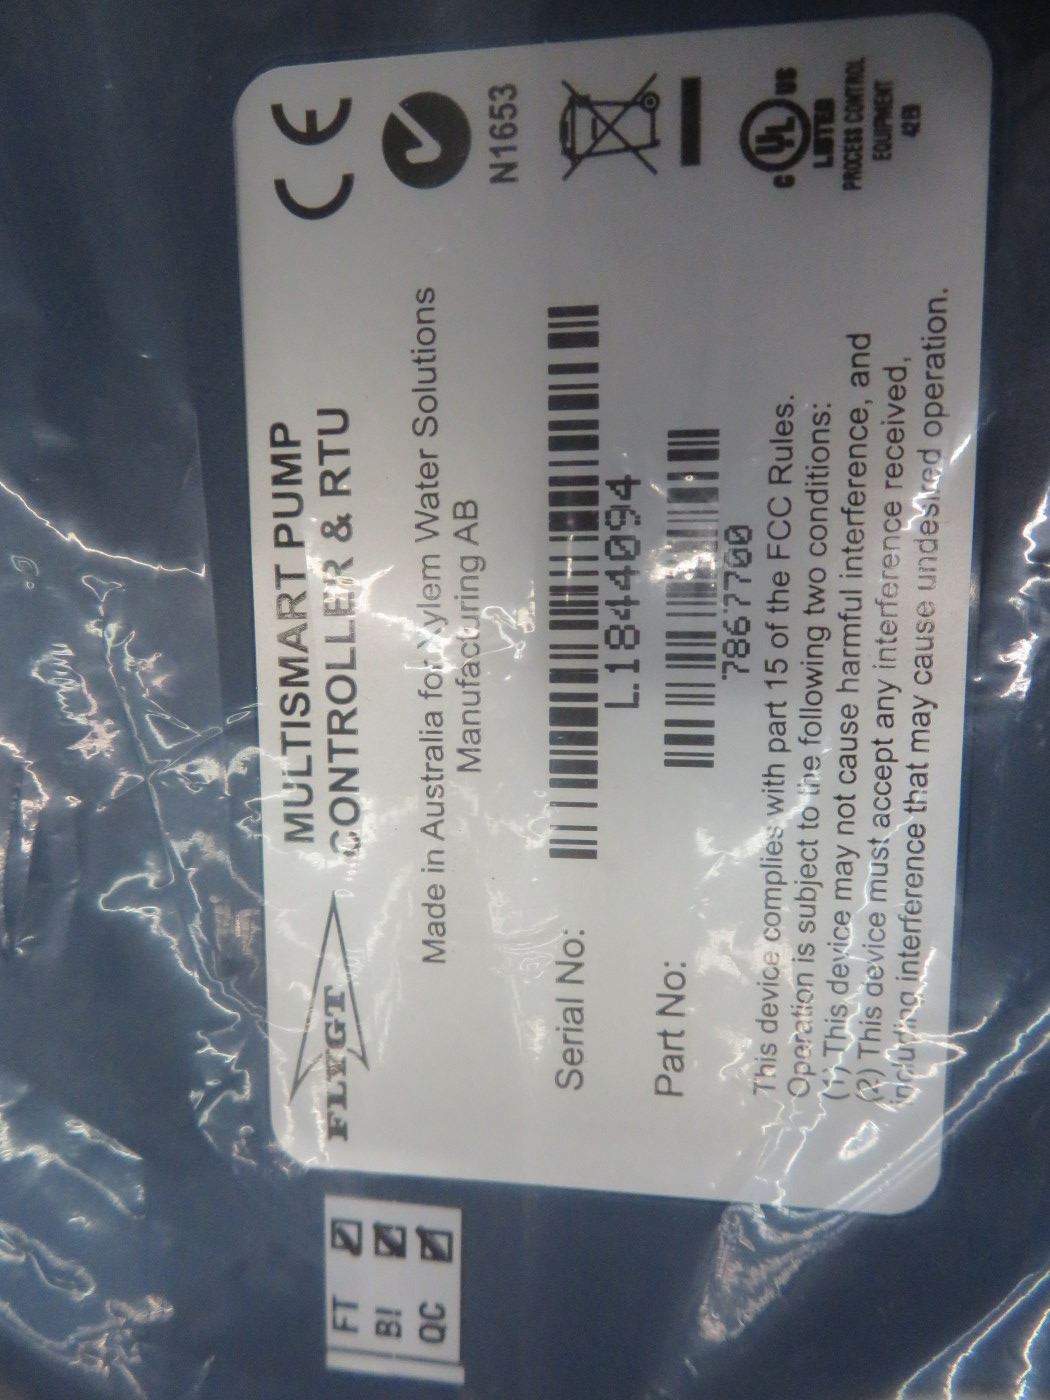 FLYGT
MULTISMART PUMP
CONTROLLER & RTU
Made in Australia for Xylem Water Solutions
Manufacturing AB
N1653
Serial No:
L1844094
Part No:
7867700
C UL US
LISTED
PROCESS CONTROL
EQUIPMENT
42EB
This device complies with part 15 of the FCC Rules.
Operation is subject to the following two conditions:
(1) This device may not cause harmful interference, and
(2) This device must accept any interference received,
including interference that may cause undesired operation.
FT
BI
QC